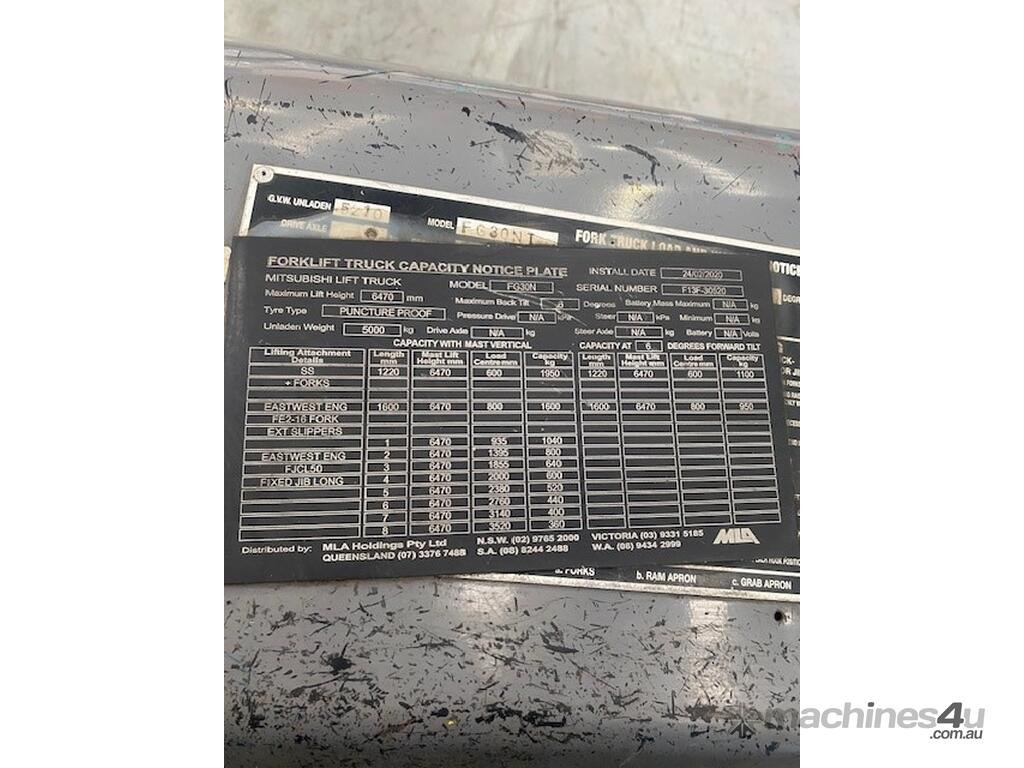 G.V.W. UNLADEN 5210
DRIVE AXLE
MODEL FG30NT
FORK TRUCK LOAD AND
NOTICE
FORKLIFT TRUCK CAPACITY NOTICE PLATE INSTALL DATE 24/02/2020
MITSUBISHI LIFT TRUCK MODEL FG30N SERIAL NUMBER F13F-30520
Maximum Lift Height 6470 mm Maximum Back Tilt Degrees Battery Mass Maximum N/A kg
Tyre Type PUNCTURE PROOF Pressure Drive N/A kPa Steer N/A kPa Minimum N/A kg
Unladen Weight 5000 kg Drive Axle N/A kg Steer Axle N/A kg Battery N/A Volts
CAPACITY WITH MAST VERTICAL CAPACITY AT 6 DEGREES FORWARD TILT
Lifting Attachment Details Length mm Mast Lift Height mm Load Centre mm Capacity kg Length mm Mast Lift Height mm Load Centre mm Capacity kg
SS 1220 6470 600 1950 1220 6470 600 1100
+ FORKS
EASTWEST ENG 1600 6470 800 1600 1600 6470 800 950
FE2-16 FORK
EXT SLIPPERS 1 6470 935 1040
EASTWEST ENG 2 6470 1395 800
FJCL50 3 6470 1855 640
FIXED JIB LONG 4 6470 2000 600
5 6470 2380 520
6 6470 2760 440
7 6470 3140 400
8 6470 3520 360
Distributed by: MLA Holdings Pty Ltd N.S.W. (02) 9765 2000 VICTORIA (03) 9331 5185 MLA
QUEENSLAND (07) 3376 7488 S.A. (08) 8244 2488 W.A. (08) 9434 2999
a. FORKS b. RAM APRON c. GRAB APRON
machines4u
.com.au